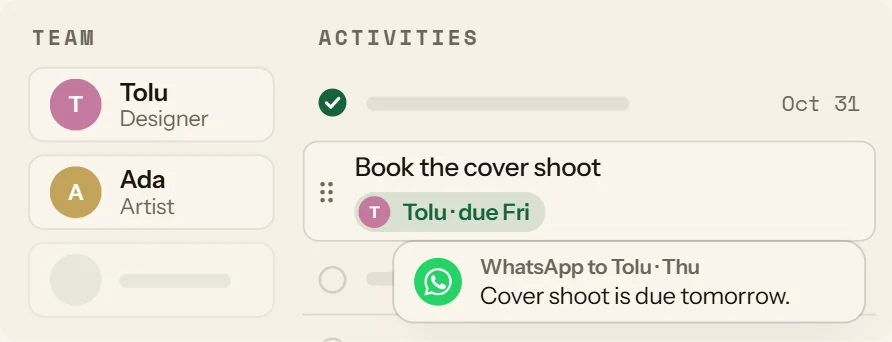 TEAM
T
Tolu
Designer
A
Ada
Artist
ACTIVITIES
Oct 31
Book the cover shoot
T
Tolu · due Fri
WhatsApp to Tolu · Thu
Cover shoot is due tomorrow.